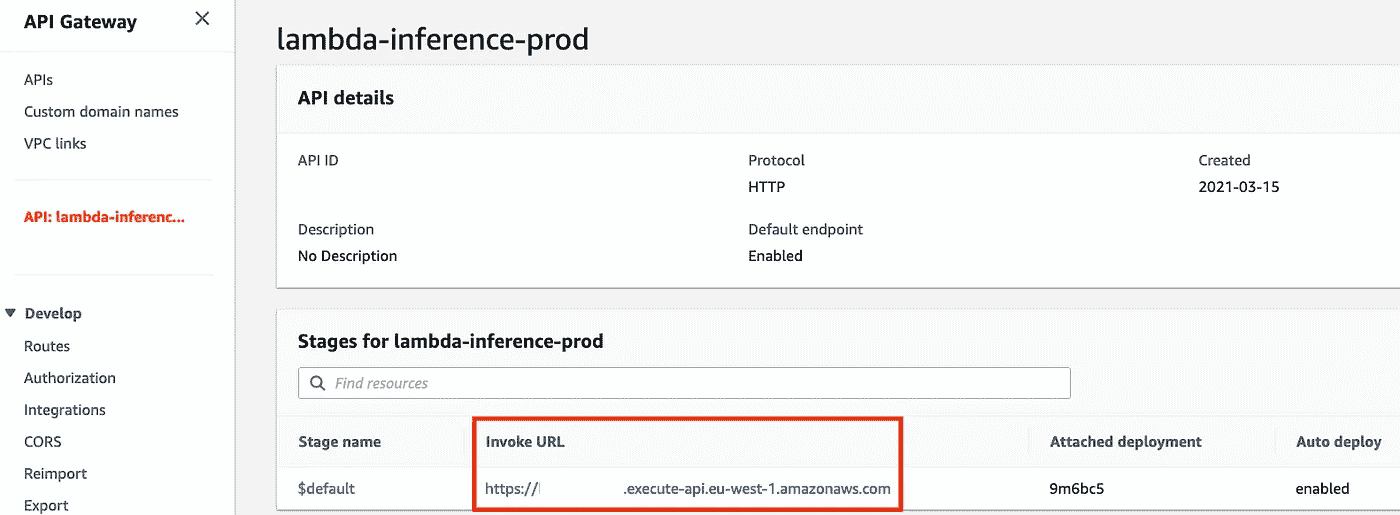 API Gateway
APIs
Custom domain names
VPC links
API: lambda-inferenc...
Develop
Routes
Authorization
Integrations
CORS
Reimport
Export
lambda-inference-prod
API details
API ID
Protocol
HTTP
Created
2021-03-15
Description
No Description
Default endpoint
Enabled
Stages for lambda-inference-prod
Find resources
Stage name Invoke URL Attached deployment Auto deploy
$default https:// .execute-api.eu-west-1.amazonaws.com 9m6bc5 enabled